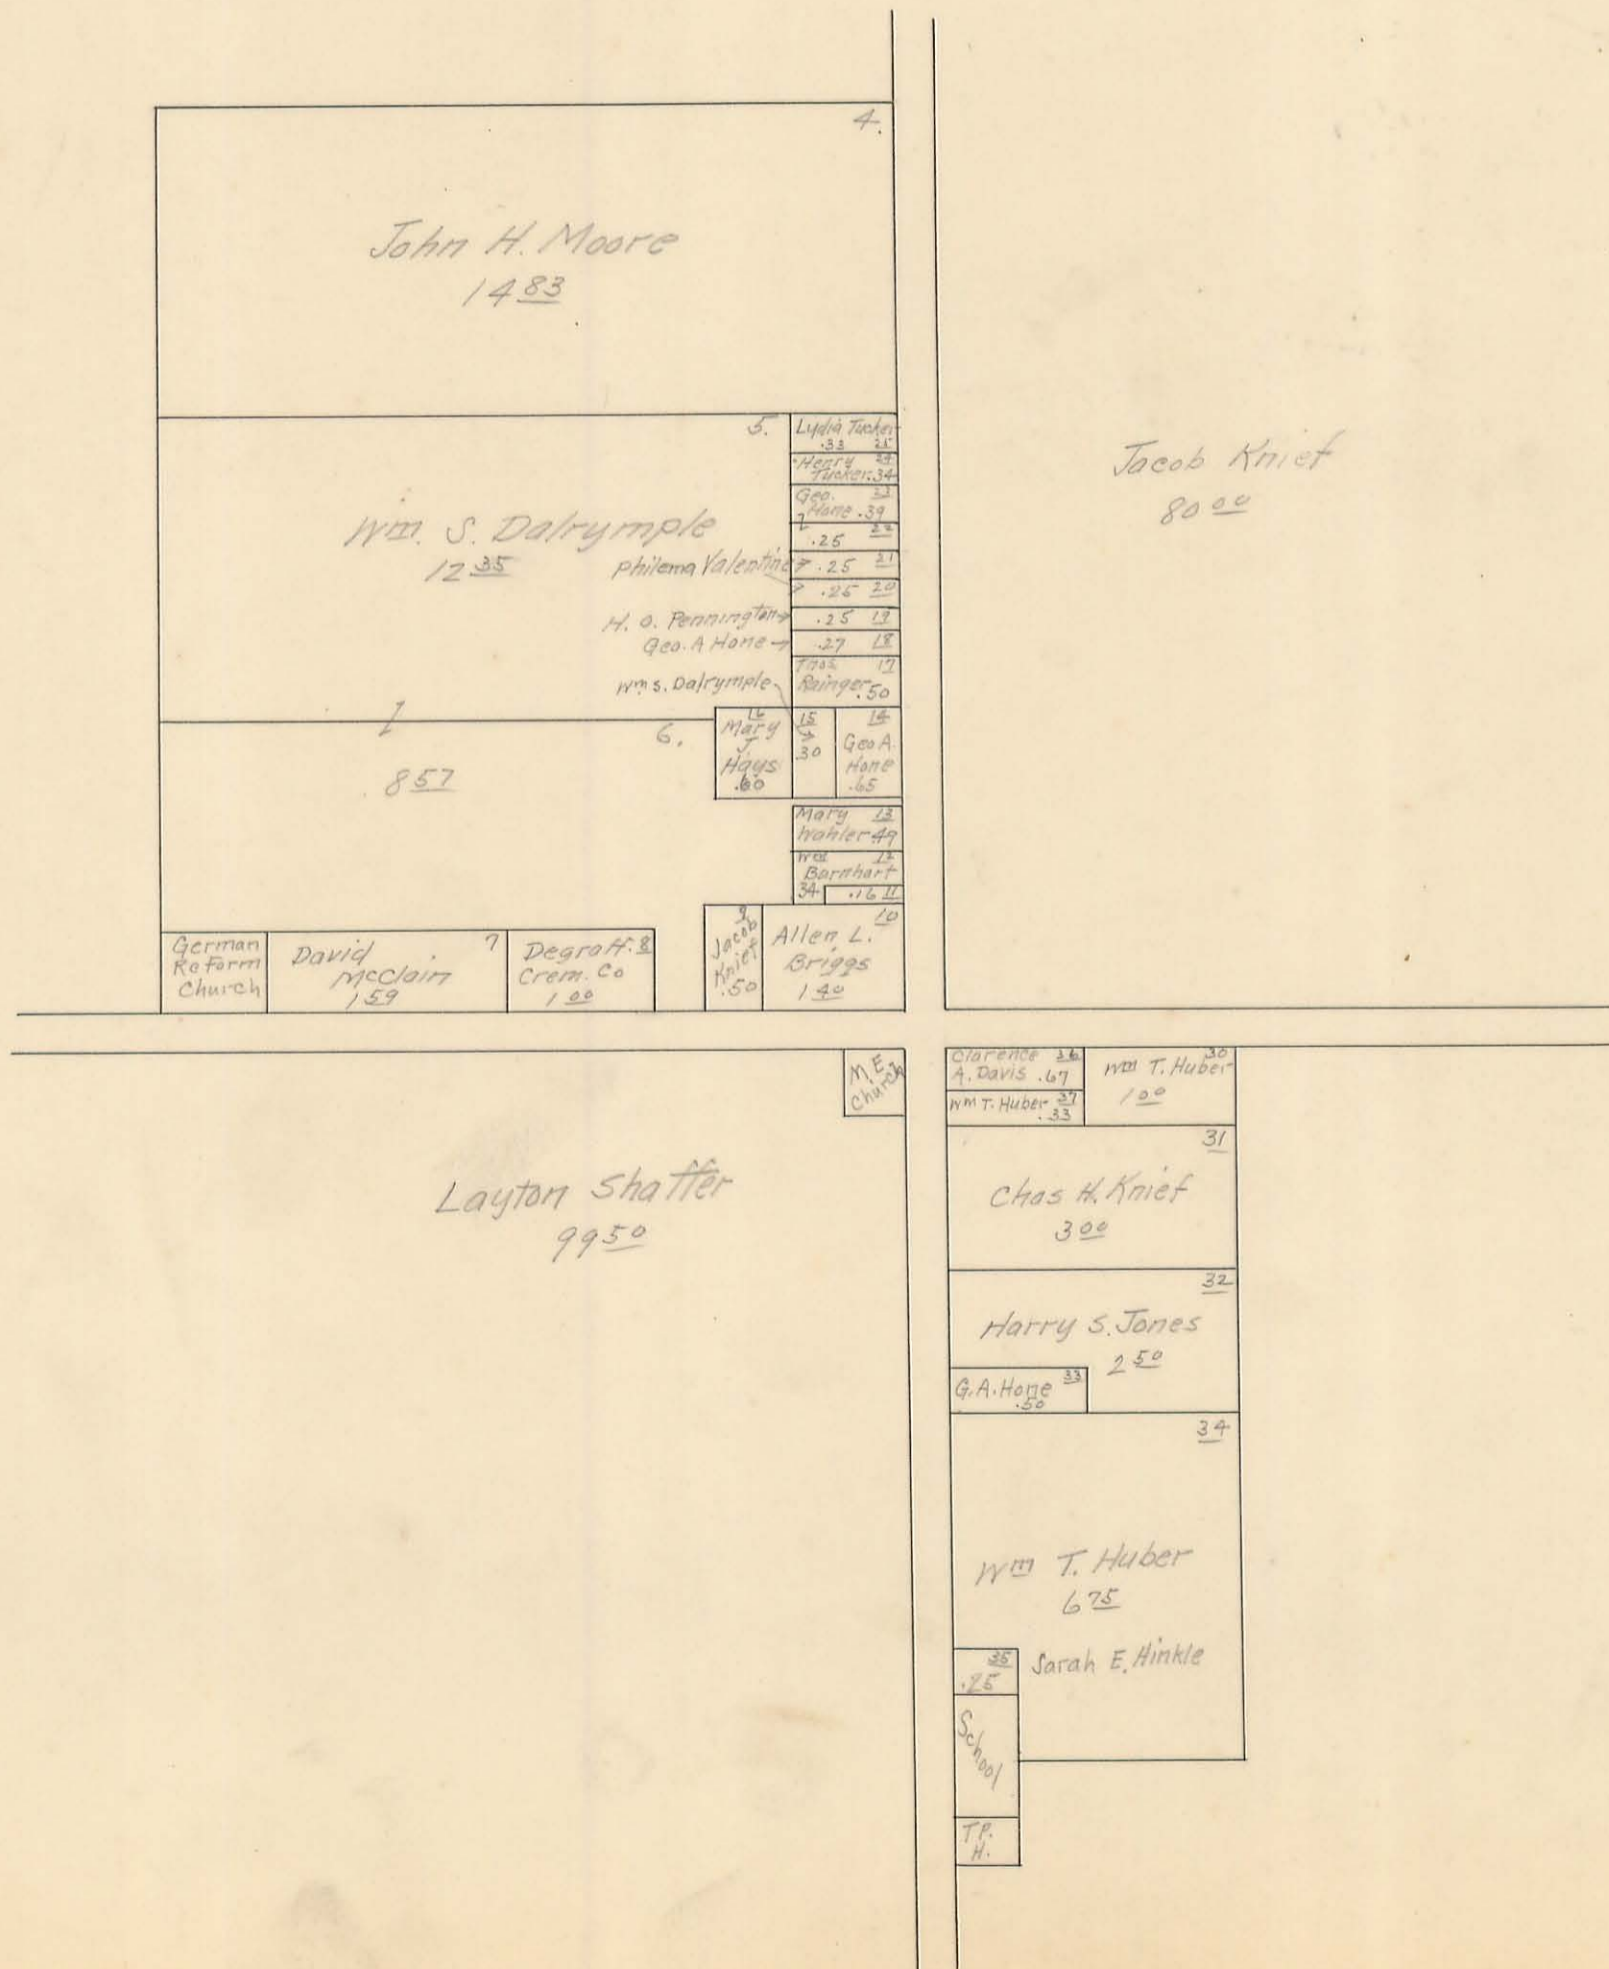 4.
John H. Moore
14 83
5.
Wm. S. Dalrymple
12 35
Lydia Tucker
.33 25
Henry 24
Tucker .34
Geo. 23
Hone .39
.25 22
Philema Valentine
.25 21
.25 20
H. O. Pennington
.25 19
Geo. A Hone
.27 18
Thos. 17
Rainger
.50
Wm S. Dalrymple
6.
8 57
16
Mary
J
Hays
.60
15
.30
14
Geo A.
Hone
.65
Mary 13
Wahler 49
Wm 12
Barnhart
34
.16 11
German
Reform
Church
David 7
McClain
1 59
Degraff. 8
Crem. Co
1 00
9
Jacob
Knief
.50
10
Allen L.
Briggs
1 40
Jacob Knief
80 00
M.E.
Church
Layton Shaffer
99 50
Clarence 36
A. Davis .67
Wm T. Huber 37
.33
30
Wm T. Huber
1 00
31
Chas H. Knief
3 00
32
Harry S. Jones
2 50
G.A. Hone 33
.50
34
Wm T. Huber
6 75
35
.25
Sarah E. Hinkle
School
TP.
H.